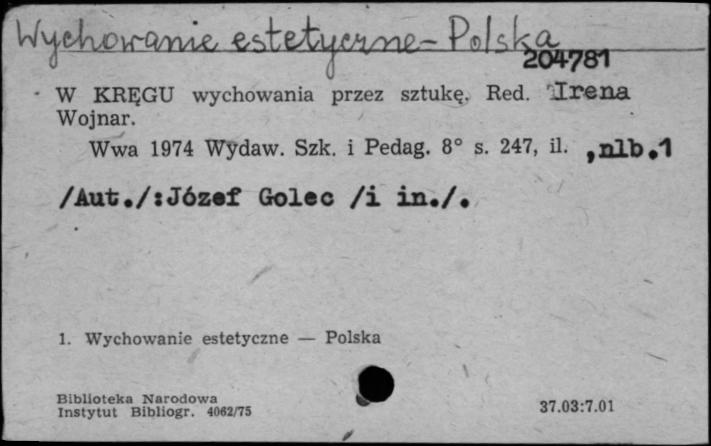 Wychowanie estetyczne - Polska
204781
W KRĘGU wychowania przez sztukę. Red. Irena
Wojnar.
Wwa 1974 Wydaw. Szk. i Pedag. 8° s. 247, il. ,nlb.1
/Aut./:Józef Golec /i in./.
1. Wychowanie estetyczne — Polska
Biblioteka Narodowa
Instytut Bibliogr. 4062/75
37.03:7.01